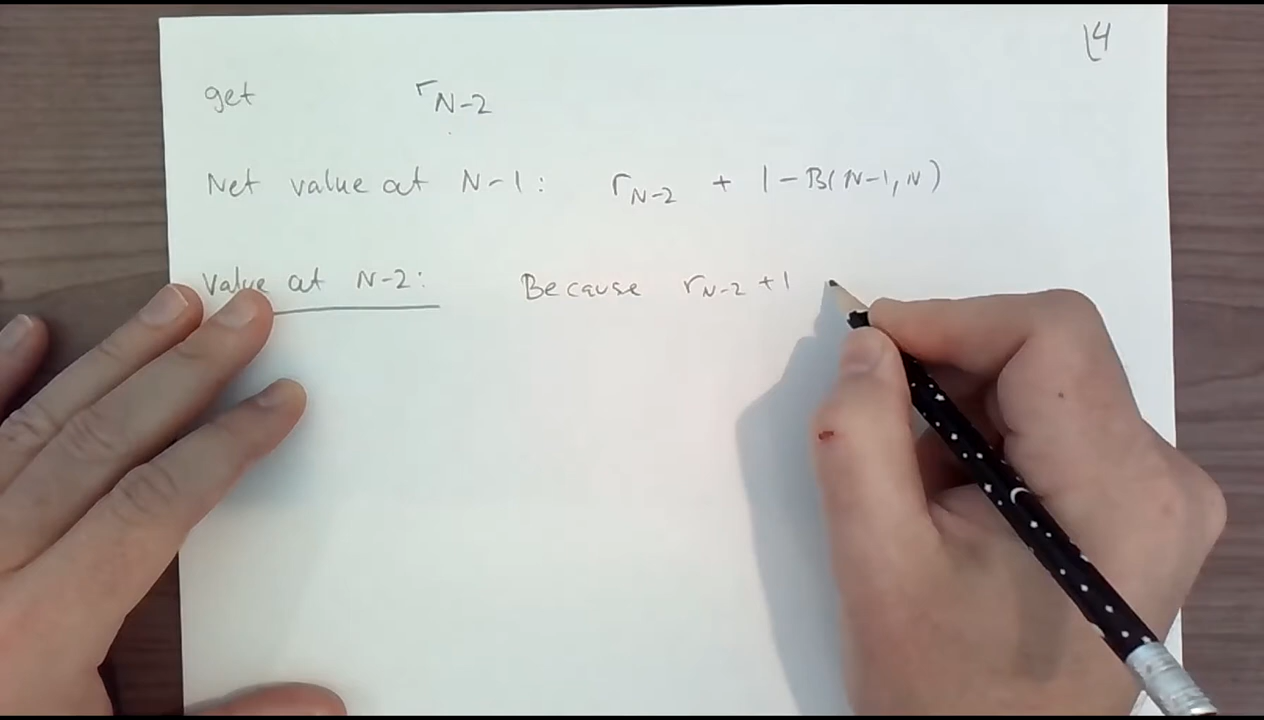 14
get r_{N-2}
Net value at N-1: r_{N-2} + 1-B(N-1,N)
Value at N-2: Because r_{N-2}+1